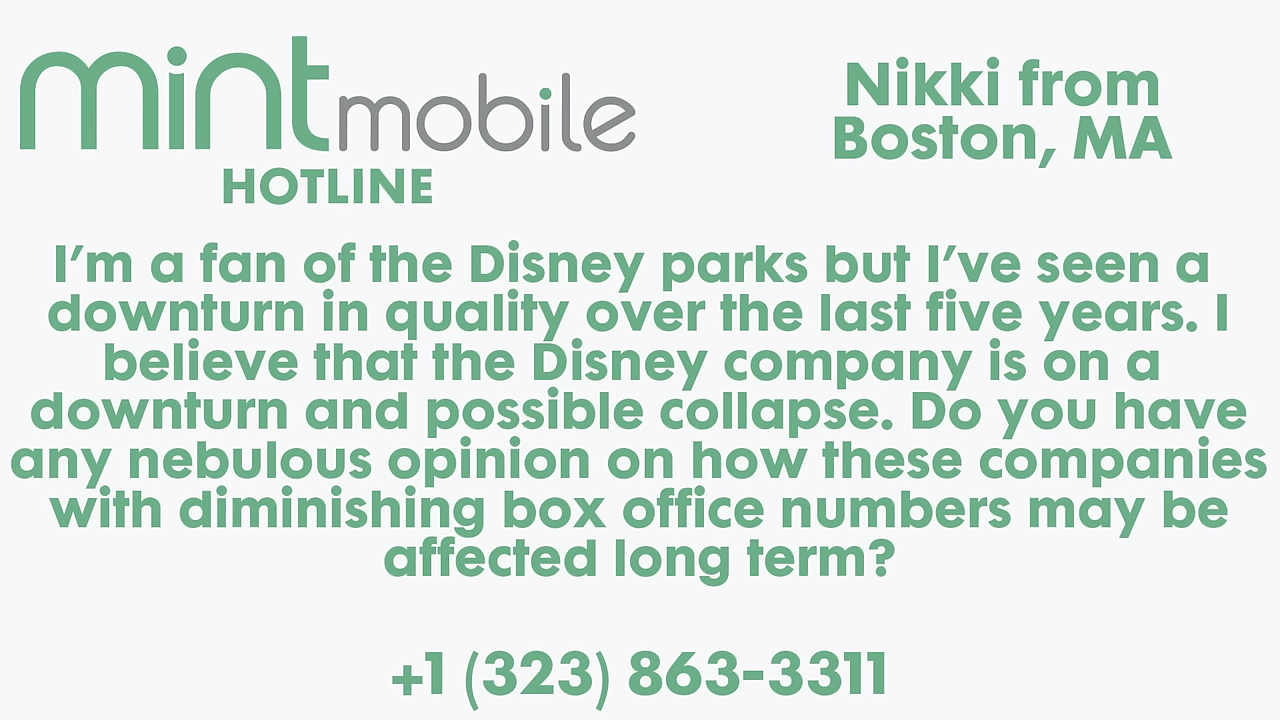 mint mobile
HOTLINE
Nikki from
Boston, MA
I’m a fan of the Disney parks but I’ve seen a
downturn in quality over the last five years. I
believe that the Disney company is on a
downturn and possible collapse. Do you have
any nebulous opinion on how these companies
with diminishing box office numbers may be
affected long term?
+1 (323) 863-3311